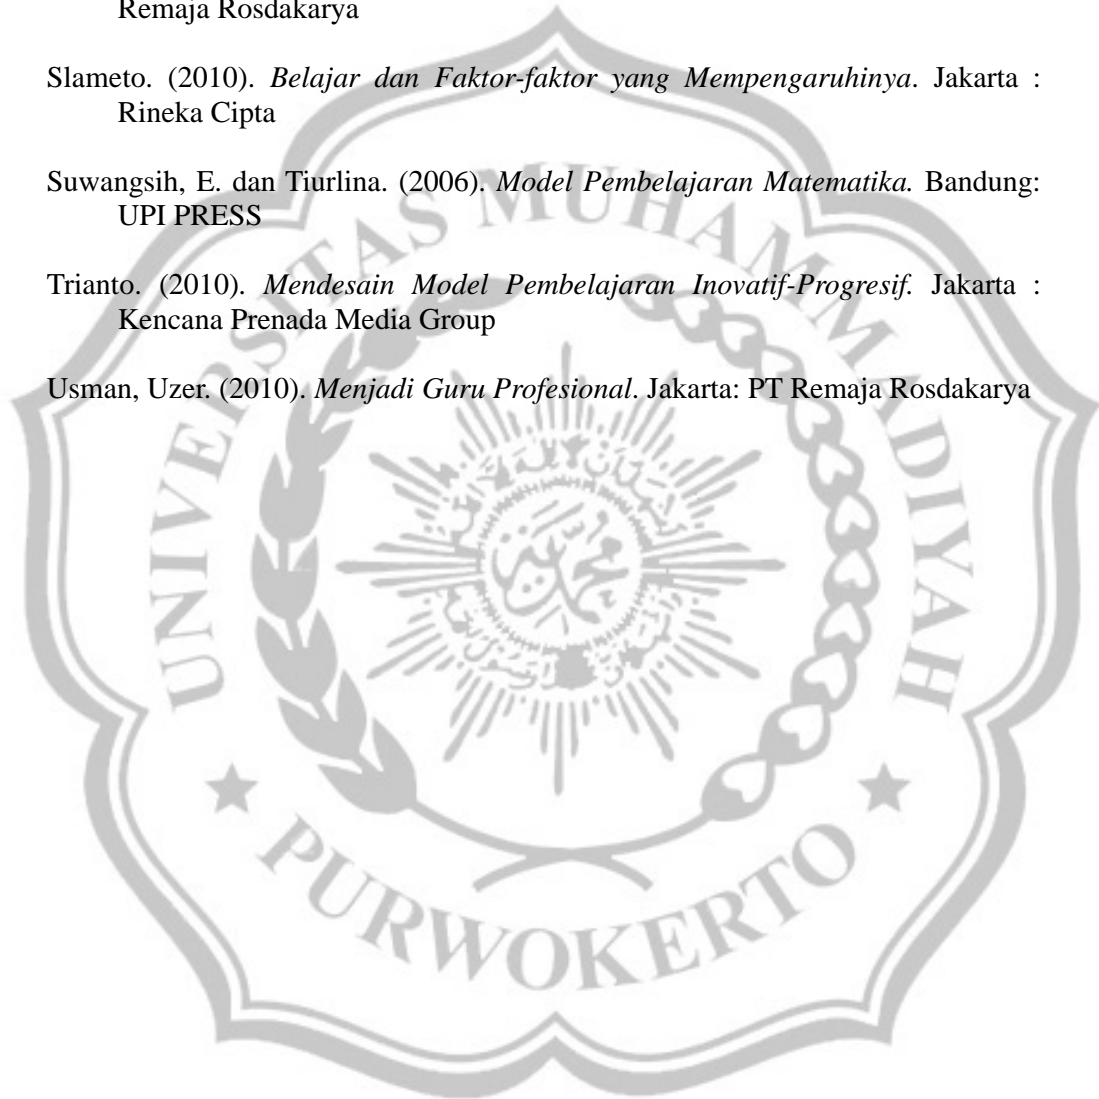 Remaja Rosdakarya
Slameto. (2010). Belajar dan Faktor-faktor yang Mempengaruhinya. Jakarta :
Rineka Cipta
Suwangsih, E. dan Tiurlina. (2006). Model Pembelajaran Matematika. Bandung:
UPI PRESS
Trianto. (2010). Mendesain Model Pembelajaran Inovatif-Progresif. Jakarta :
Kencana Prenada Media Group
Usman, Uzer. (2010). Menjadi Guru Profesional. Jakarta: PT Remaja Rosdakarya
UNIVERSITAS MUHAMMADIYAH
PURWOKERTO